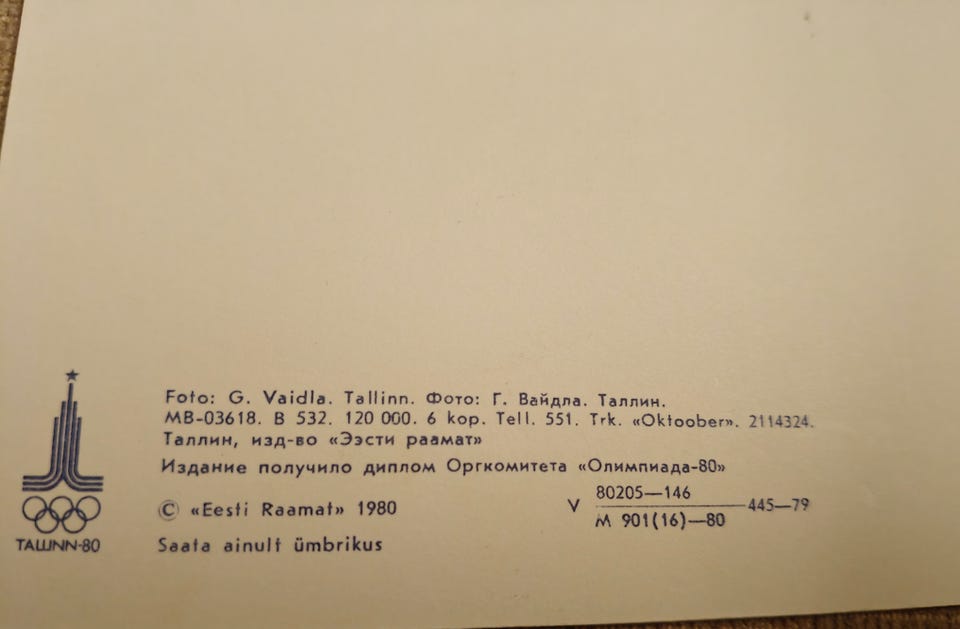 Foto: G. Vaidla. Tallinn. Фото: Г. Вайдла. Таллин.
МВ-03618. В 532. 120 000. 6 kop. Tell. 551. Trk. «Oktoober». 2114324.
Таллин, изд-во «Ээсти раамат»
Издание получило диплом Оргкомитета «Олимпиада-80»
© «Eesti Raamat» 1980
V 80205—146 445—79
М 901(16)—80
Saata ainult ümbrikus
TALLINN-80